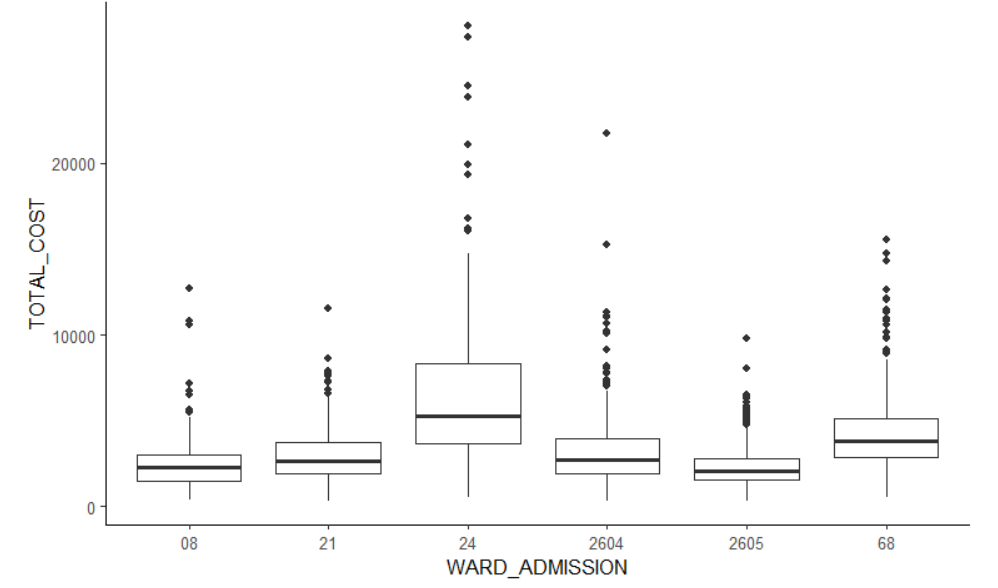 TOTAL_COST
20000
10000
0
08 21 24 2604 2605 68
WARD_ADMISSION